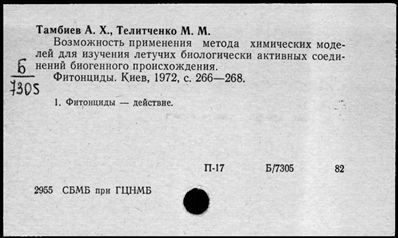 Тамбиев А. Х., Телитченко М. М.
Возможность применения метода химических моде-
лей для изучения летучих биологически активных соеди-
нений биогенного происхождения.
Фитонциды. Киев, 1972, с. 266—268.
Б
7305
1. Фитонциды — действие.
П-17 Б/7305 82
2955 СБМБ при ГЦНМБ